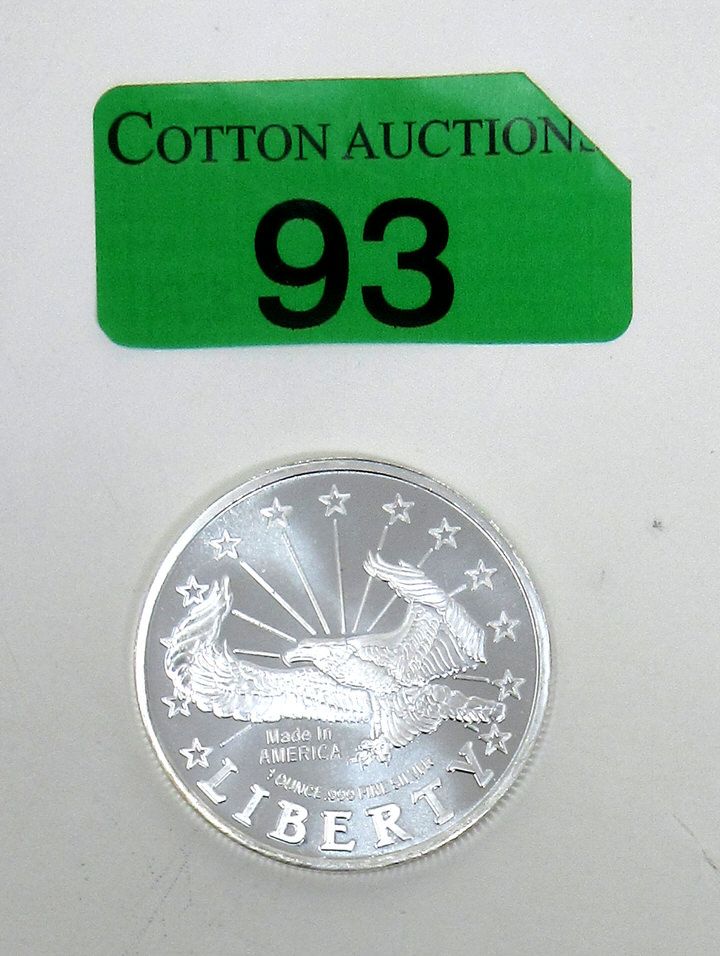 COTTON AUCTIONS
93
Made In
AMERICA
1 OUNCE .999 FINE SILVER
LIBERTY